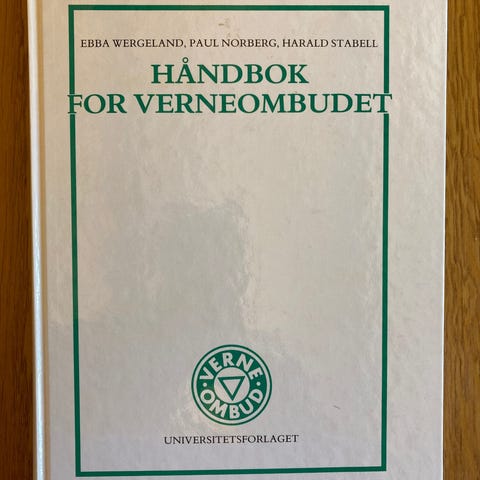 EBBA WERGELAND, PAUL NORBERG, HARALD STABELL
HÅNDBOK
FOR VERNEOMBUDET
VERNE
OMBUD
UNIVERSITETSFORLAGET